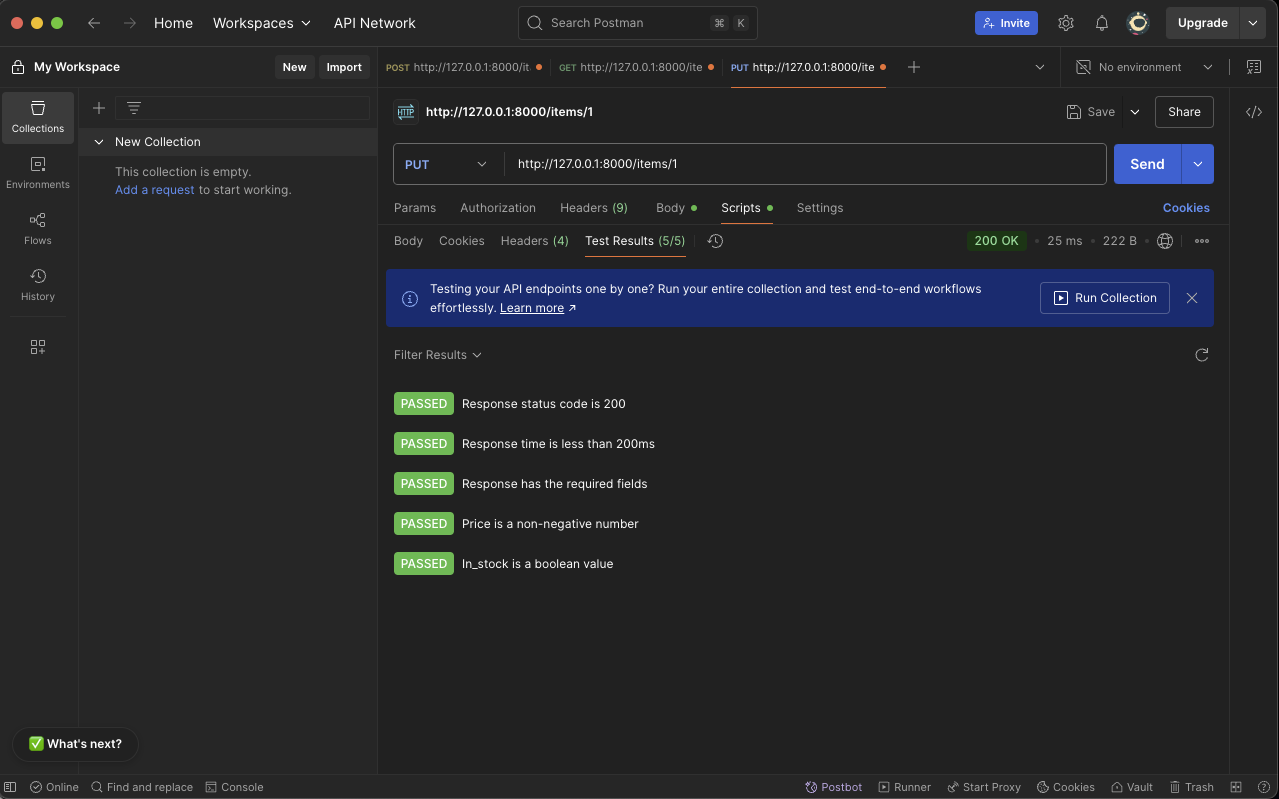 Home Workspaces API Network Search Postman ⌘ K Invite Upgrade
My Workspace New Import POST http://127.0.0.1:8000/it GET http://127.0.0.1:8000/ite PUT http://127.0.0.1:8000/ite No environment
Collections
Environments
Flows
History
New Collection
This collection is empty.
Add a request to start working.
HTTP http://127.0.0.1:8000/items/1 Save Share
PUT http://127.0.0.1:8000/items/1 Send
Params Authorization Headers (9) Body Scripts Settings Cookies
Body Cookies Headers (4) Test Results (5/5) 200 OK 25 ms 222 B
Testing your API endpoints one by one? Run your entire collection and test end-to-end workflows
effortlessly. Learn more ↗
Run Collection
Filter Results
PASSED Response status code is 200
PASSED Response time is less than 200ms
PASSED Response has the required fields
PASSED Price is a non-negative number
PASSED In_stock is a boolean value
✅ What's next?
Online Find and replace Console Postbot Runner Start Proxy Cookies Vault Trash